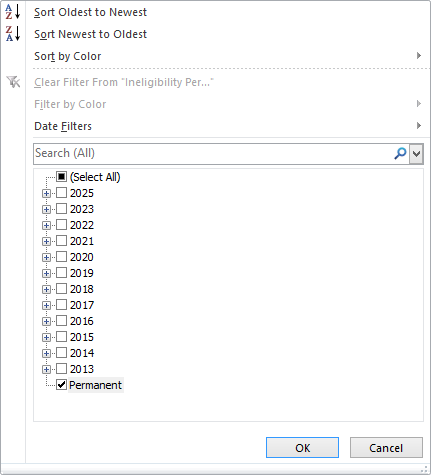 Sort Oldest to Newest
Sort Newest to Oldest
Sort by Color
Clear Filter From "Ineligibility Per..."
Filter by Color
Date Filters
Search (All)
(Select All)
2025
2023
2022
2021
2020
2019
2018
2017
2016
2015
2014
2013
Permanent
OK Cancel